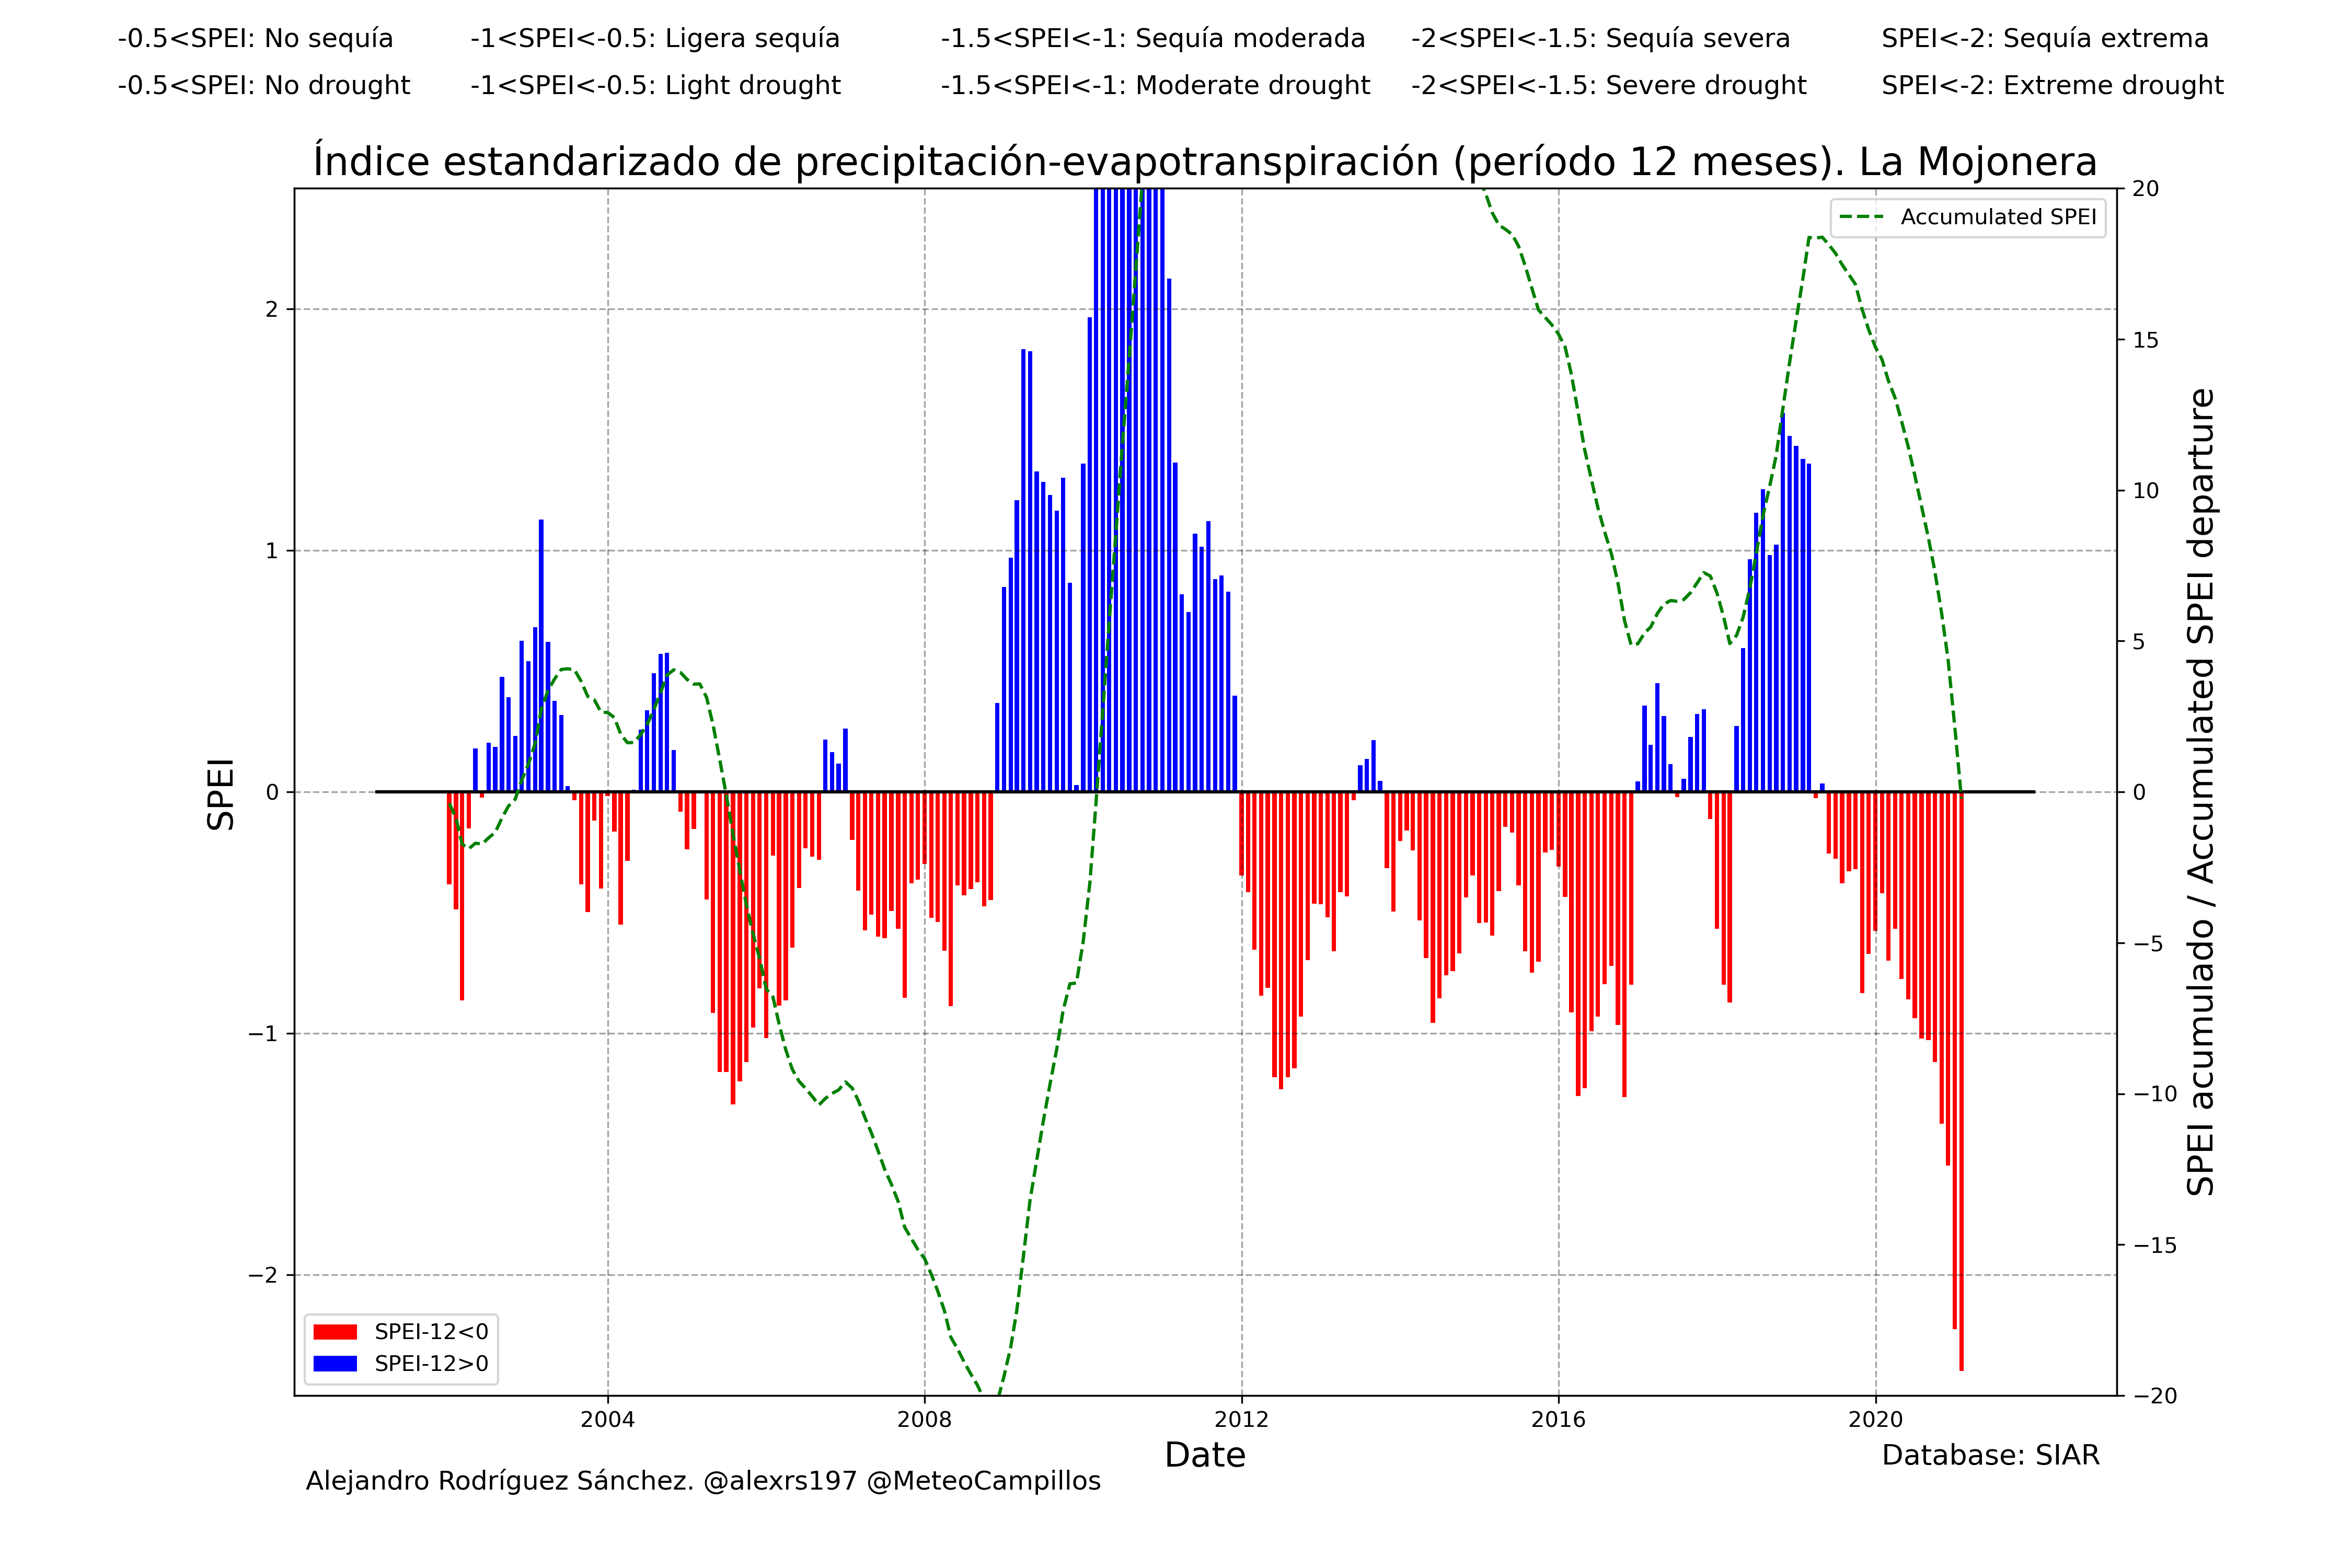 -0.5<SPEI: No sequía -1<SPEI<-0.5: Ligera sequía -1.5<SPEI<-1: Sequía moderada -2<SPEI<-1.5: Sequía severa SPEI<-2: Sequía extrema
-0.5<SPEI: No drought -1<SPEI<-0.5: Light drought -1.5<SPEI<-1: Moderate drought -2<SPEI<-1.5: Severe drought SPEI<-2: Extreme drought
Índice estandarizado de precipitación-evapotranspiración (período 12 meses). La Mojonera
SPEI
2
1
0
−1
−2
Accumulated SPEI
20
15
10
5
0
−5
−10
−15
−20
SPEI acumulado / Accumulated SPEI departure
SPEI-12<0
SPEI-12>0
2004 2008 2012 2016 2020
Date
Database: SIAR
Alejandro Rodríguez Sánchez. @alexrs197 @MeteoCampillos